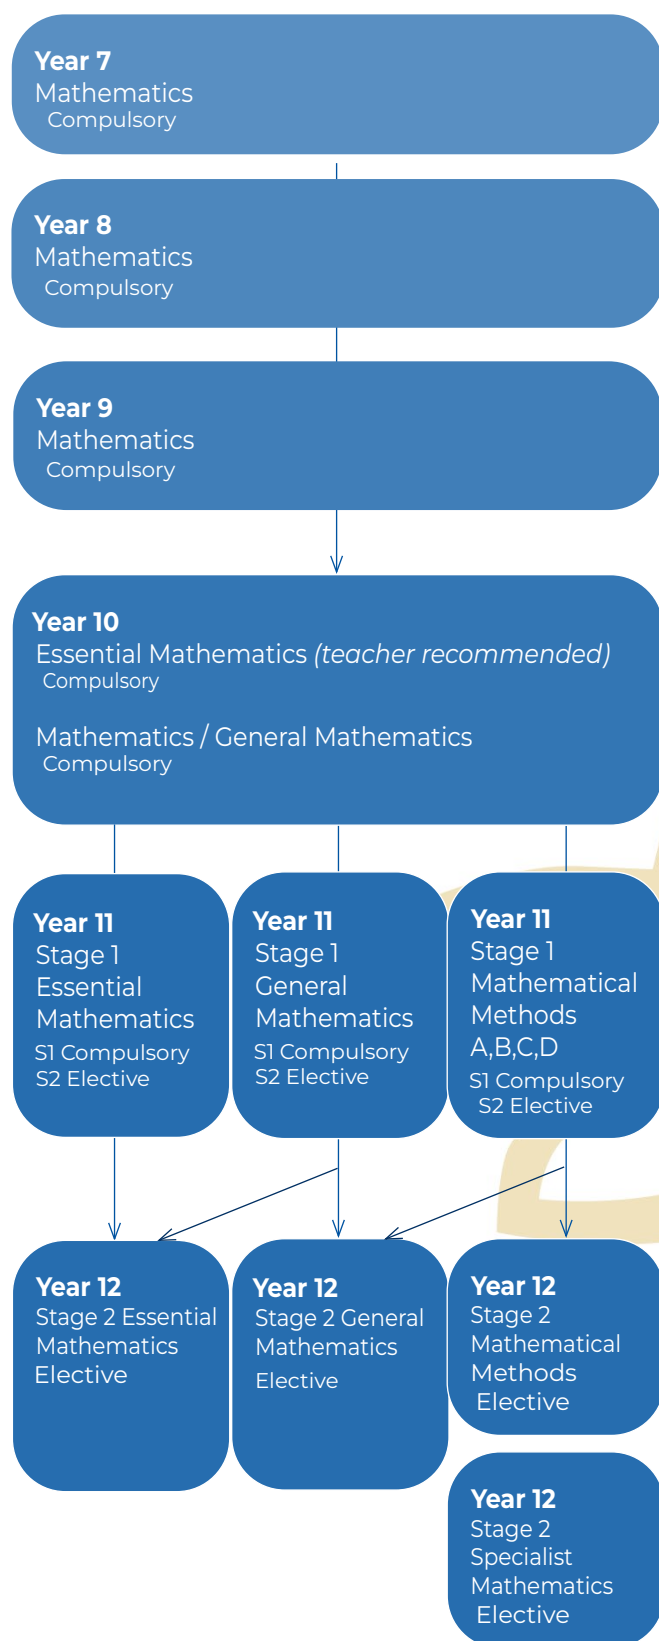 Year 7
Mathematics
Compulsory
Year 8
Mathematics
Compulsory
Year 9
Mathematics
Compulsory
Year 10
Essential Mathematics (teacher recommended)
Compulsory
Mathematics / General Mathematics
Compulsory
Year 11
Stage 1
Essential
Mathematics
S1 Compulsory
S2 Elective
Year 11
Stage 1
General
Mathematics
S1 Compulsory
S2 Elective
Year 11
Stage 1
Mathematical
Methods
A,B,C,D
S1 Compulsory
S2 Elective
Year 12
Stage 2 Essential
Mathematics
Elective
Year 12
Stage 2 General
Mathematics
Elective
Year 12
Stage 2
Mathematical
Methods
Elective
Year 12
Stage 2
Specialist
Mathematics
Elective